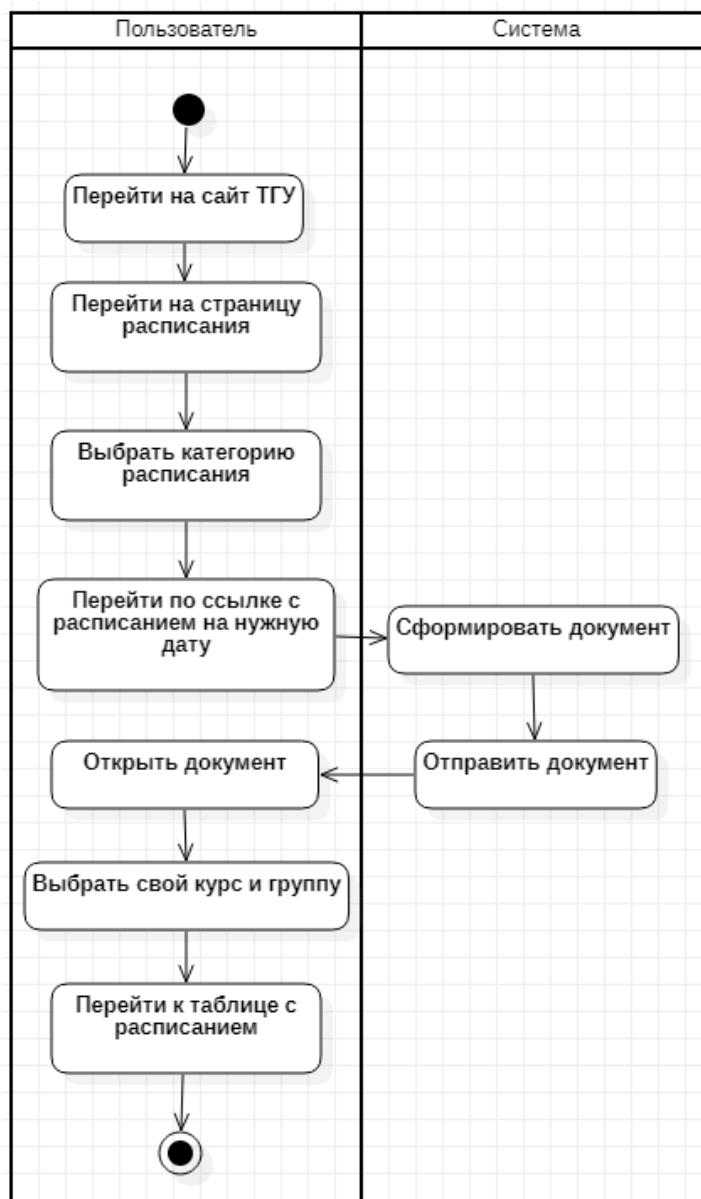 Пользователь
Система
Перейти на сайт ТГУ
Перейти на страницу
расписания
Выбрать категорию
расписания
Перейти по ссылке с
расписанием на нужную
дату
Сформировать документ
Отправить документ
Открыть документ
Выбрать свой курс и группу
Перейти к таблице с
расписанием